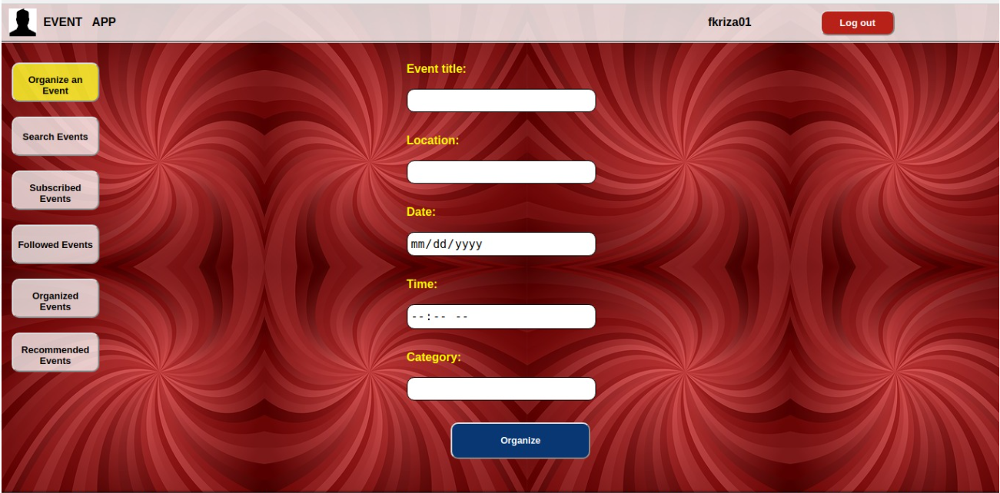 EVENT APP
fkriza01
Log out
Organize an
Event
Search Events
Subscribed
Events
Followed Events
Organized
Events
Recommended
Events
Event title:
Location:
Date:
mm/dd/yyyy
Time:
--:-- --
Category:
Organize